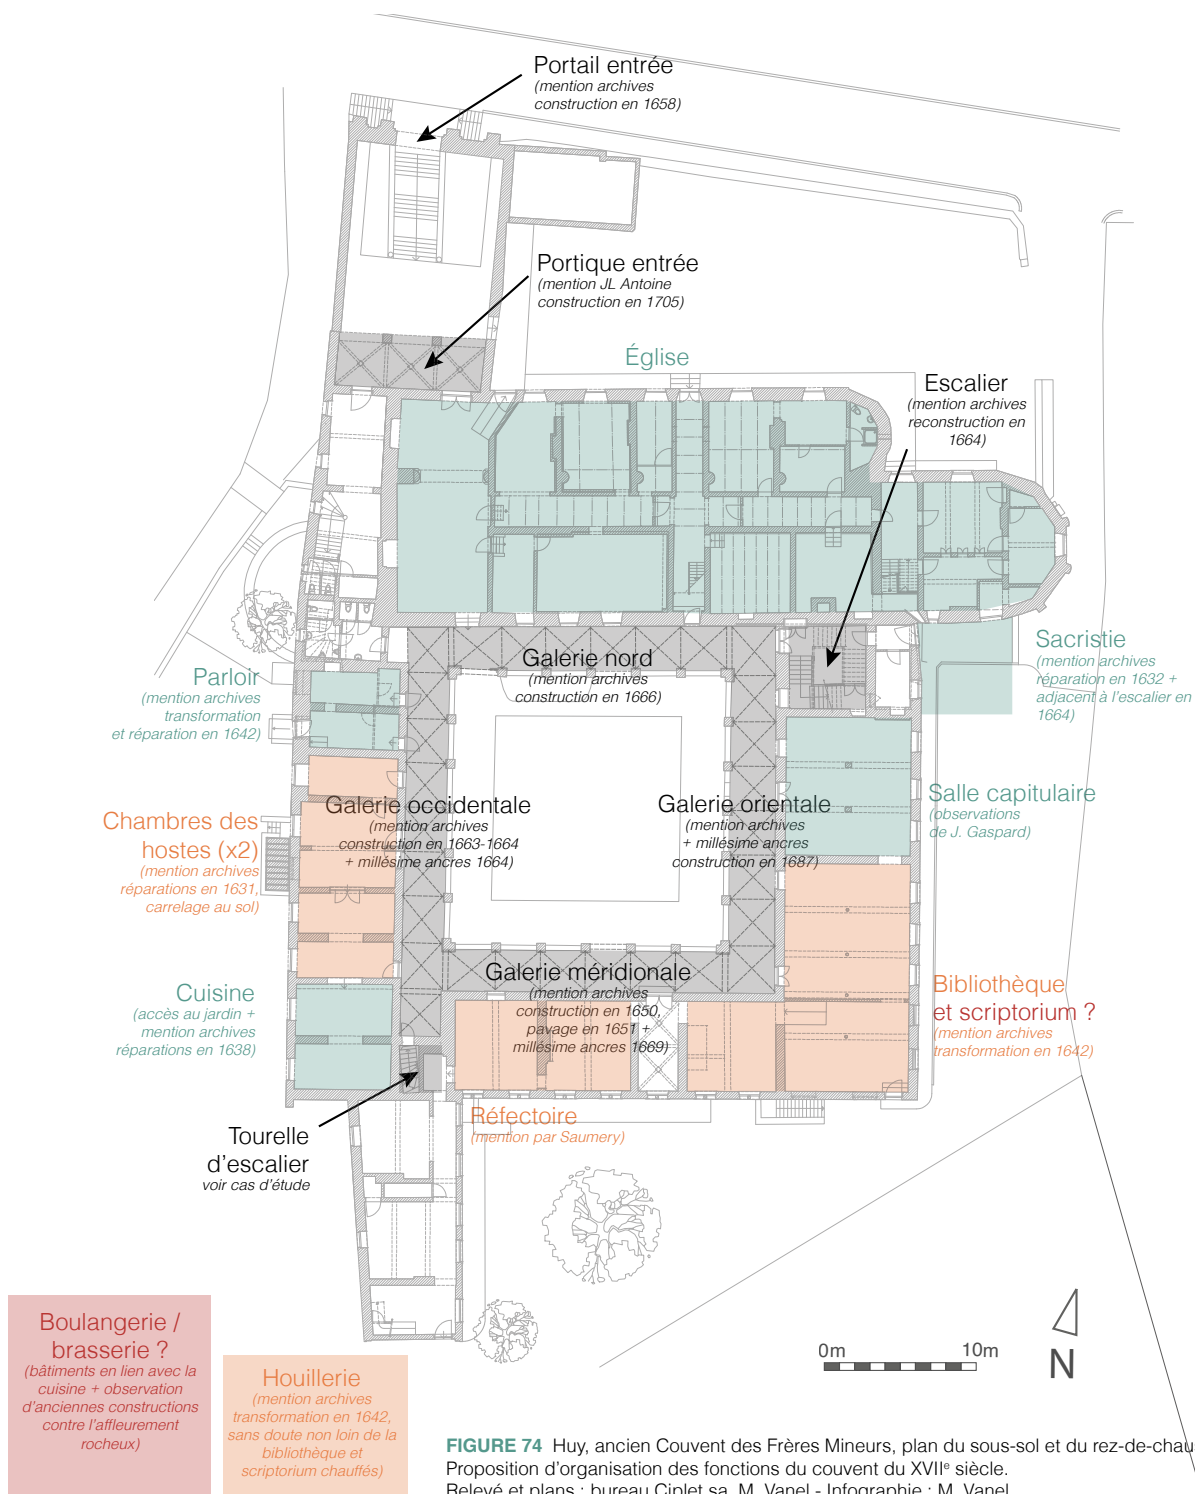 Portail entrée
(mention archives
construction en 1658)
Portique entrée
(mention JL Antoine
construction en 1705)
Église
Escalier
(mention archives
reconstruction en
1664)
Galerie nord
(mention archives
construction en 1666)
Sacristie
(mention archives
réparation en 1632 +
adjacent à l'escalier en
1664)
Parloir
(mention archives
transformation
et réparation en 1642)
Galerie occidentale
(mention archives
construction en 1663-1664
+ millésime ancres 1664)
Galerie orientale
(mention archives
+ millésime ancres
construction en 1687)
Salle capitulaire
(observations
de J. Gaspard)
Chambres des
hostes (x2)
(mention archives
réparations en 1631,
carrelage au sol)
Galerie méridionale
(mention archives
construction en 1650,
pavage en 1651 +
millésime ancres 1669)
Bibliothèque
et scriptorium ?
(mention archives
transformation en 1642)
Cuisine
(accès au jardin +
mention archives
réparations en 1638)
Réfectoire
(mention par Saumery)
Tourelle
d'escalier
voir cas d'étude
Boulangerie /
brasserie ?
(bâtiments en lien avec la
cuisine + observation
d'anciennes constructions
contre l'affleurement
rocheux)
Houillerie
(mention archives
transformation en 1642,
sans doute non loin de la
bibliothèque et
scriptorium chauffés)
0m 10m
N
FIGURE 74 Huy, ancien Couvent des Frères Mineurs, plan du sous-sol et du rez-de-chau
Proposition d'organisation des fonctions du couvent du XVIIe siècle.
Relevé et plans : bureau Ciplet sa, M. Vanel - Infographie : M. Vanel